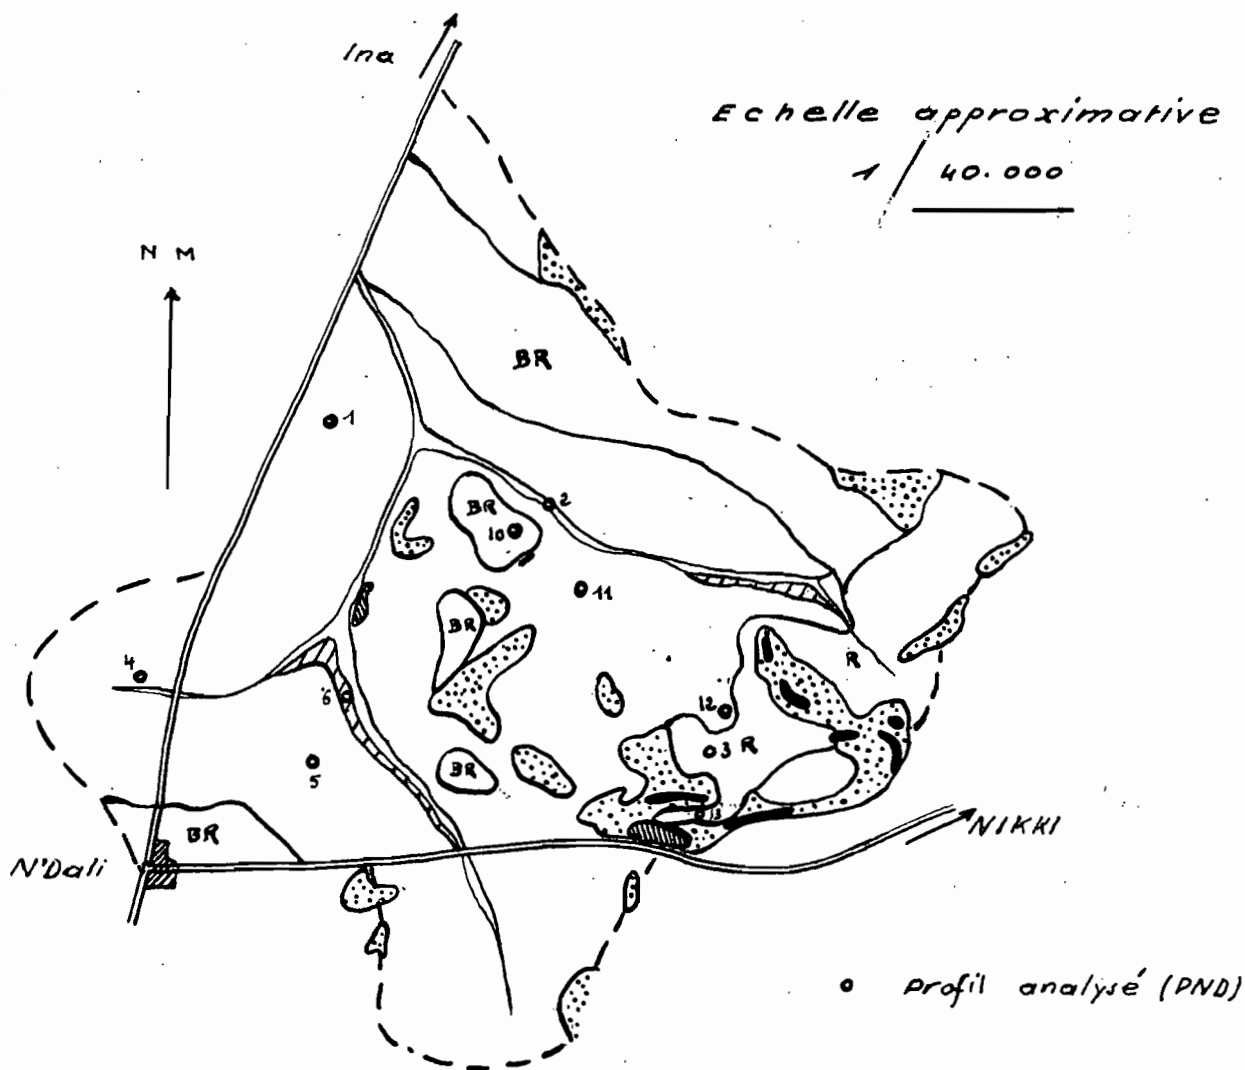 Ina
Echelle approximative
1/40.000
N M
BR
1
BR
2
10
11
BR
4
R
6
12
3 R
5
BR
13
BR
NIKKI
N'Dali
Profil analysé (PND)